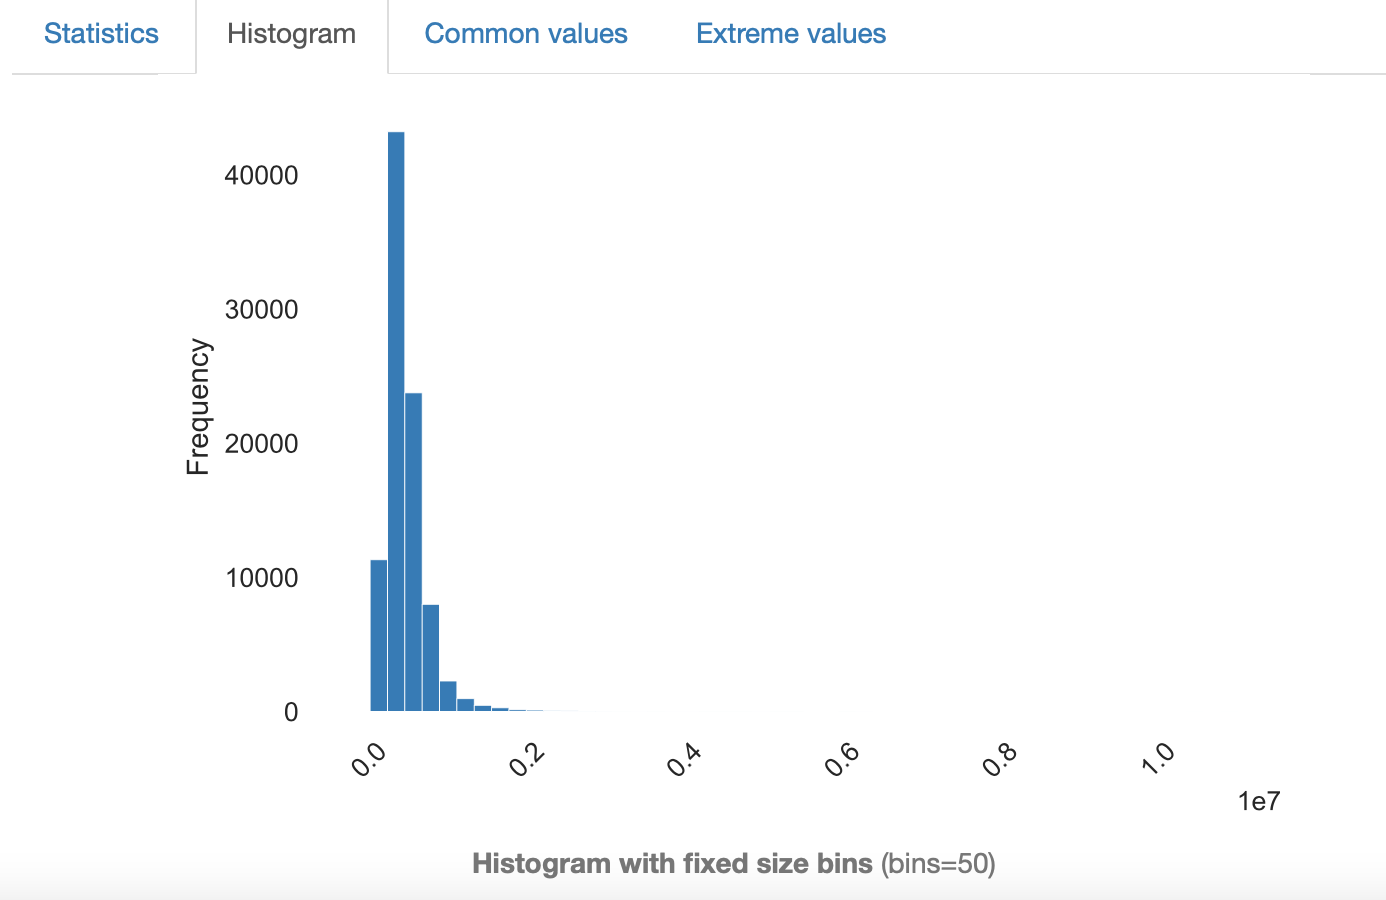 Statistics Histogram Common values Extreme values
40000
30000
20000
10000
0
Frequency
0.0 0.2 0.4 0.6 0.8 1.0
1e7
Histogram with fixed size bins (bins=50)